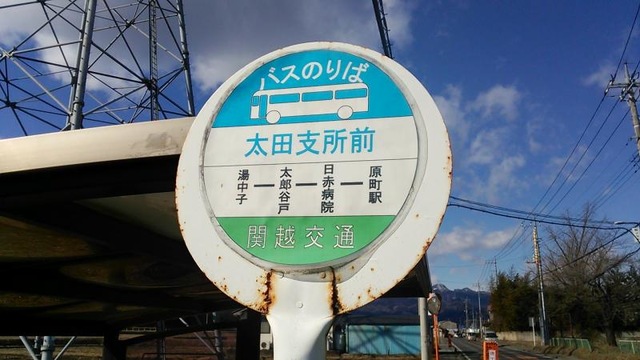 バスのりば
太田支所前
湯中子 ― 太郎谷戸 ― 日赤病院 ― 原町駅
関越交通